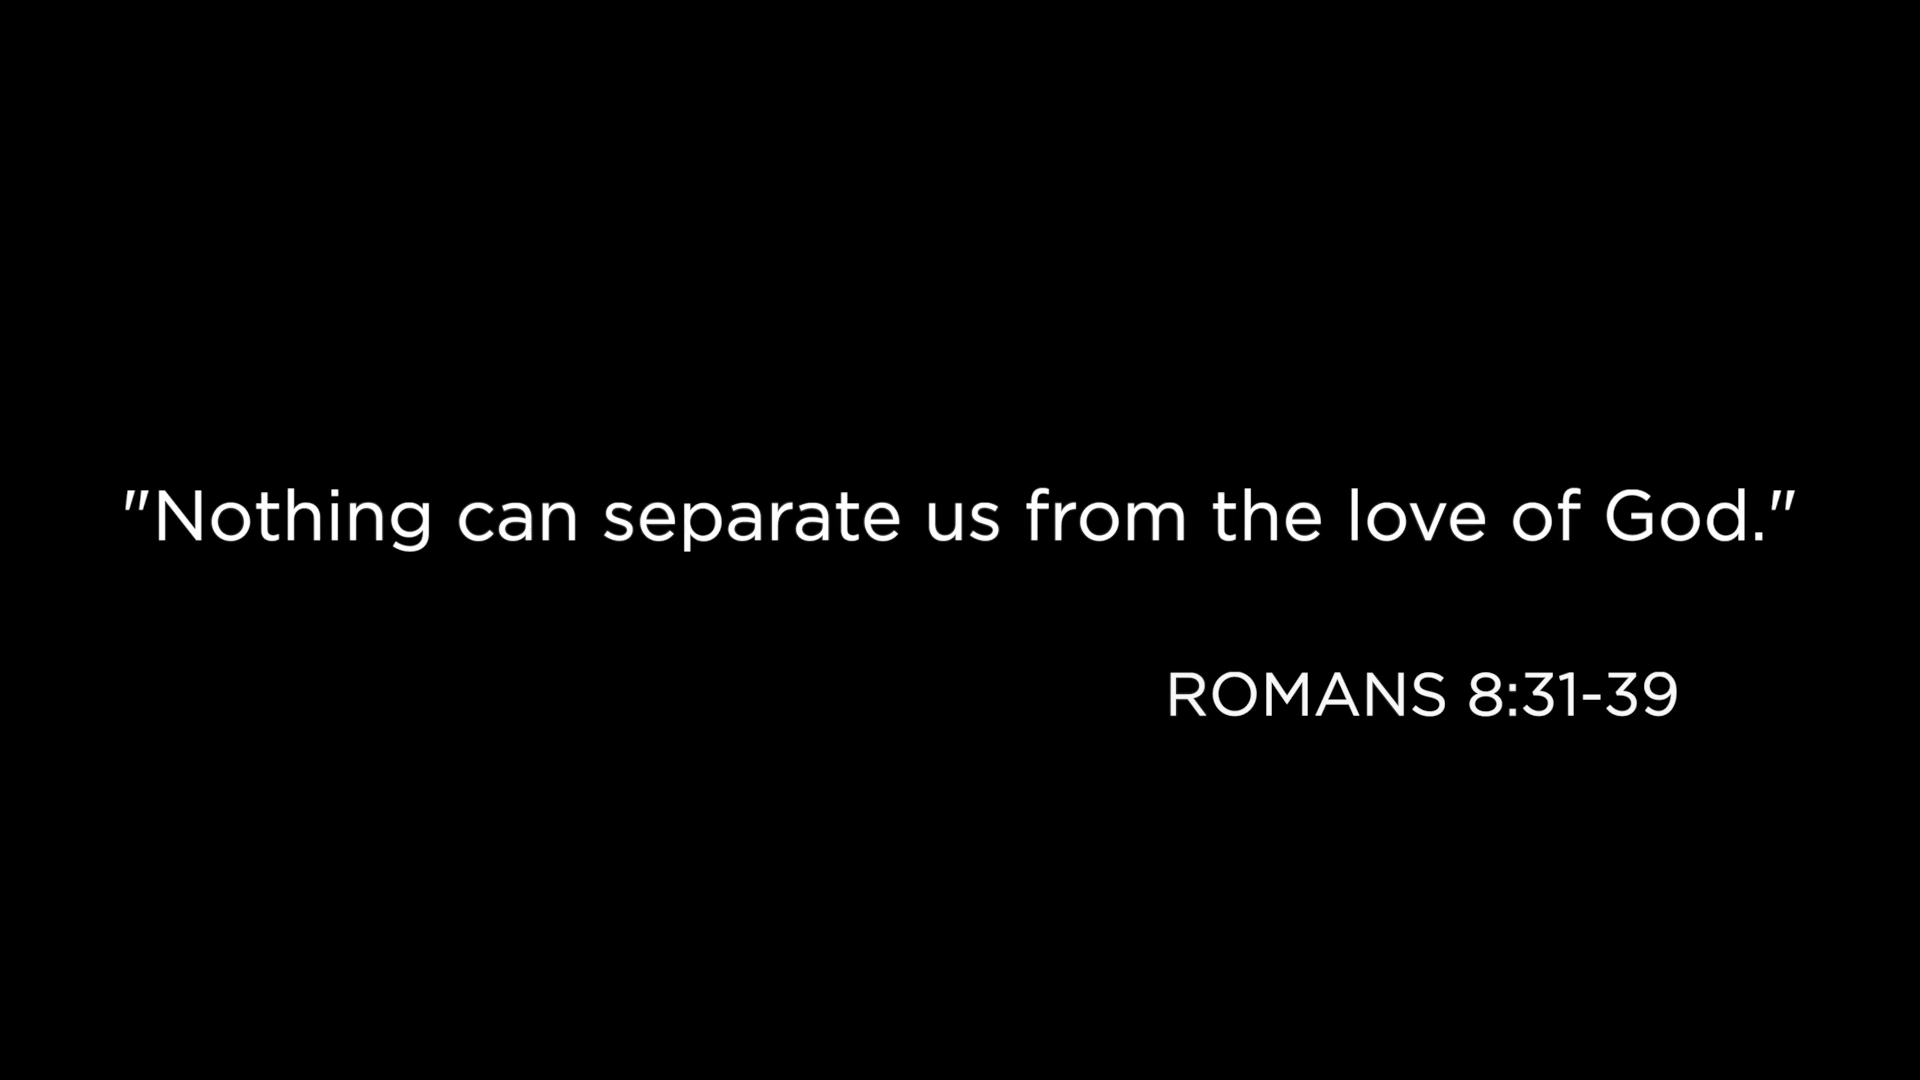 "Nothing can separate us from the love of God."
ROMANS 8:31-39